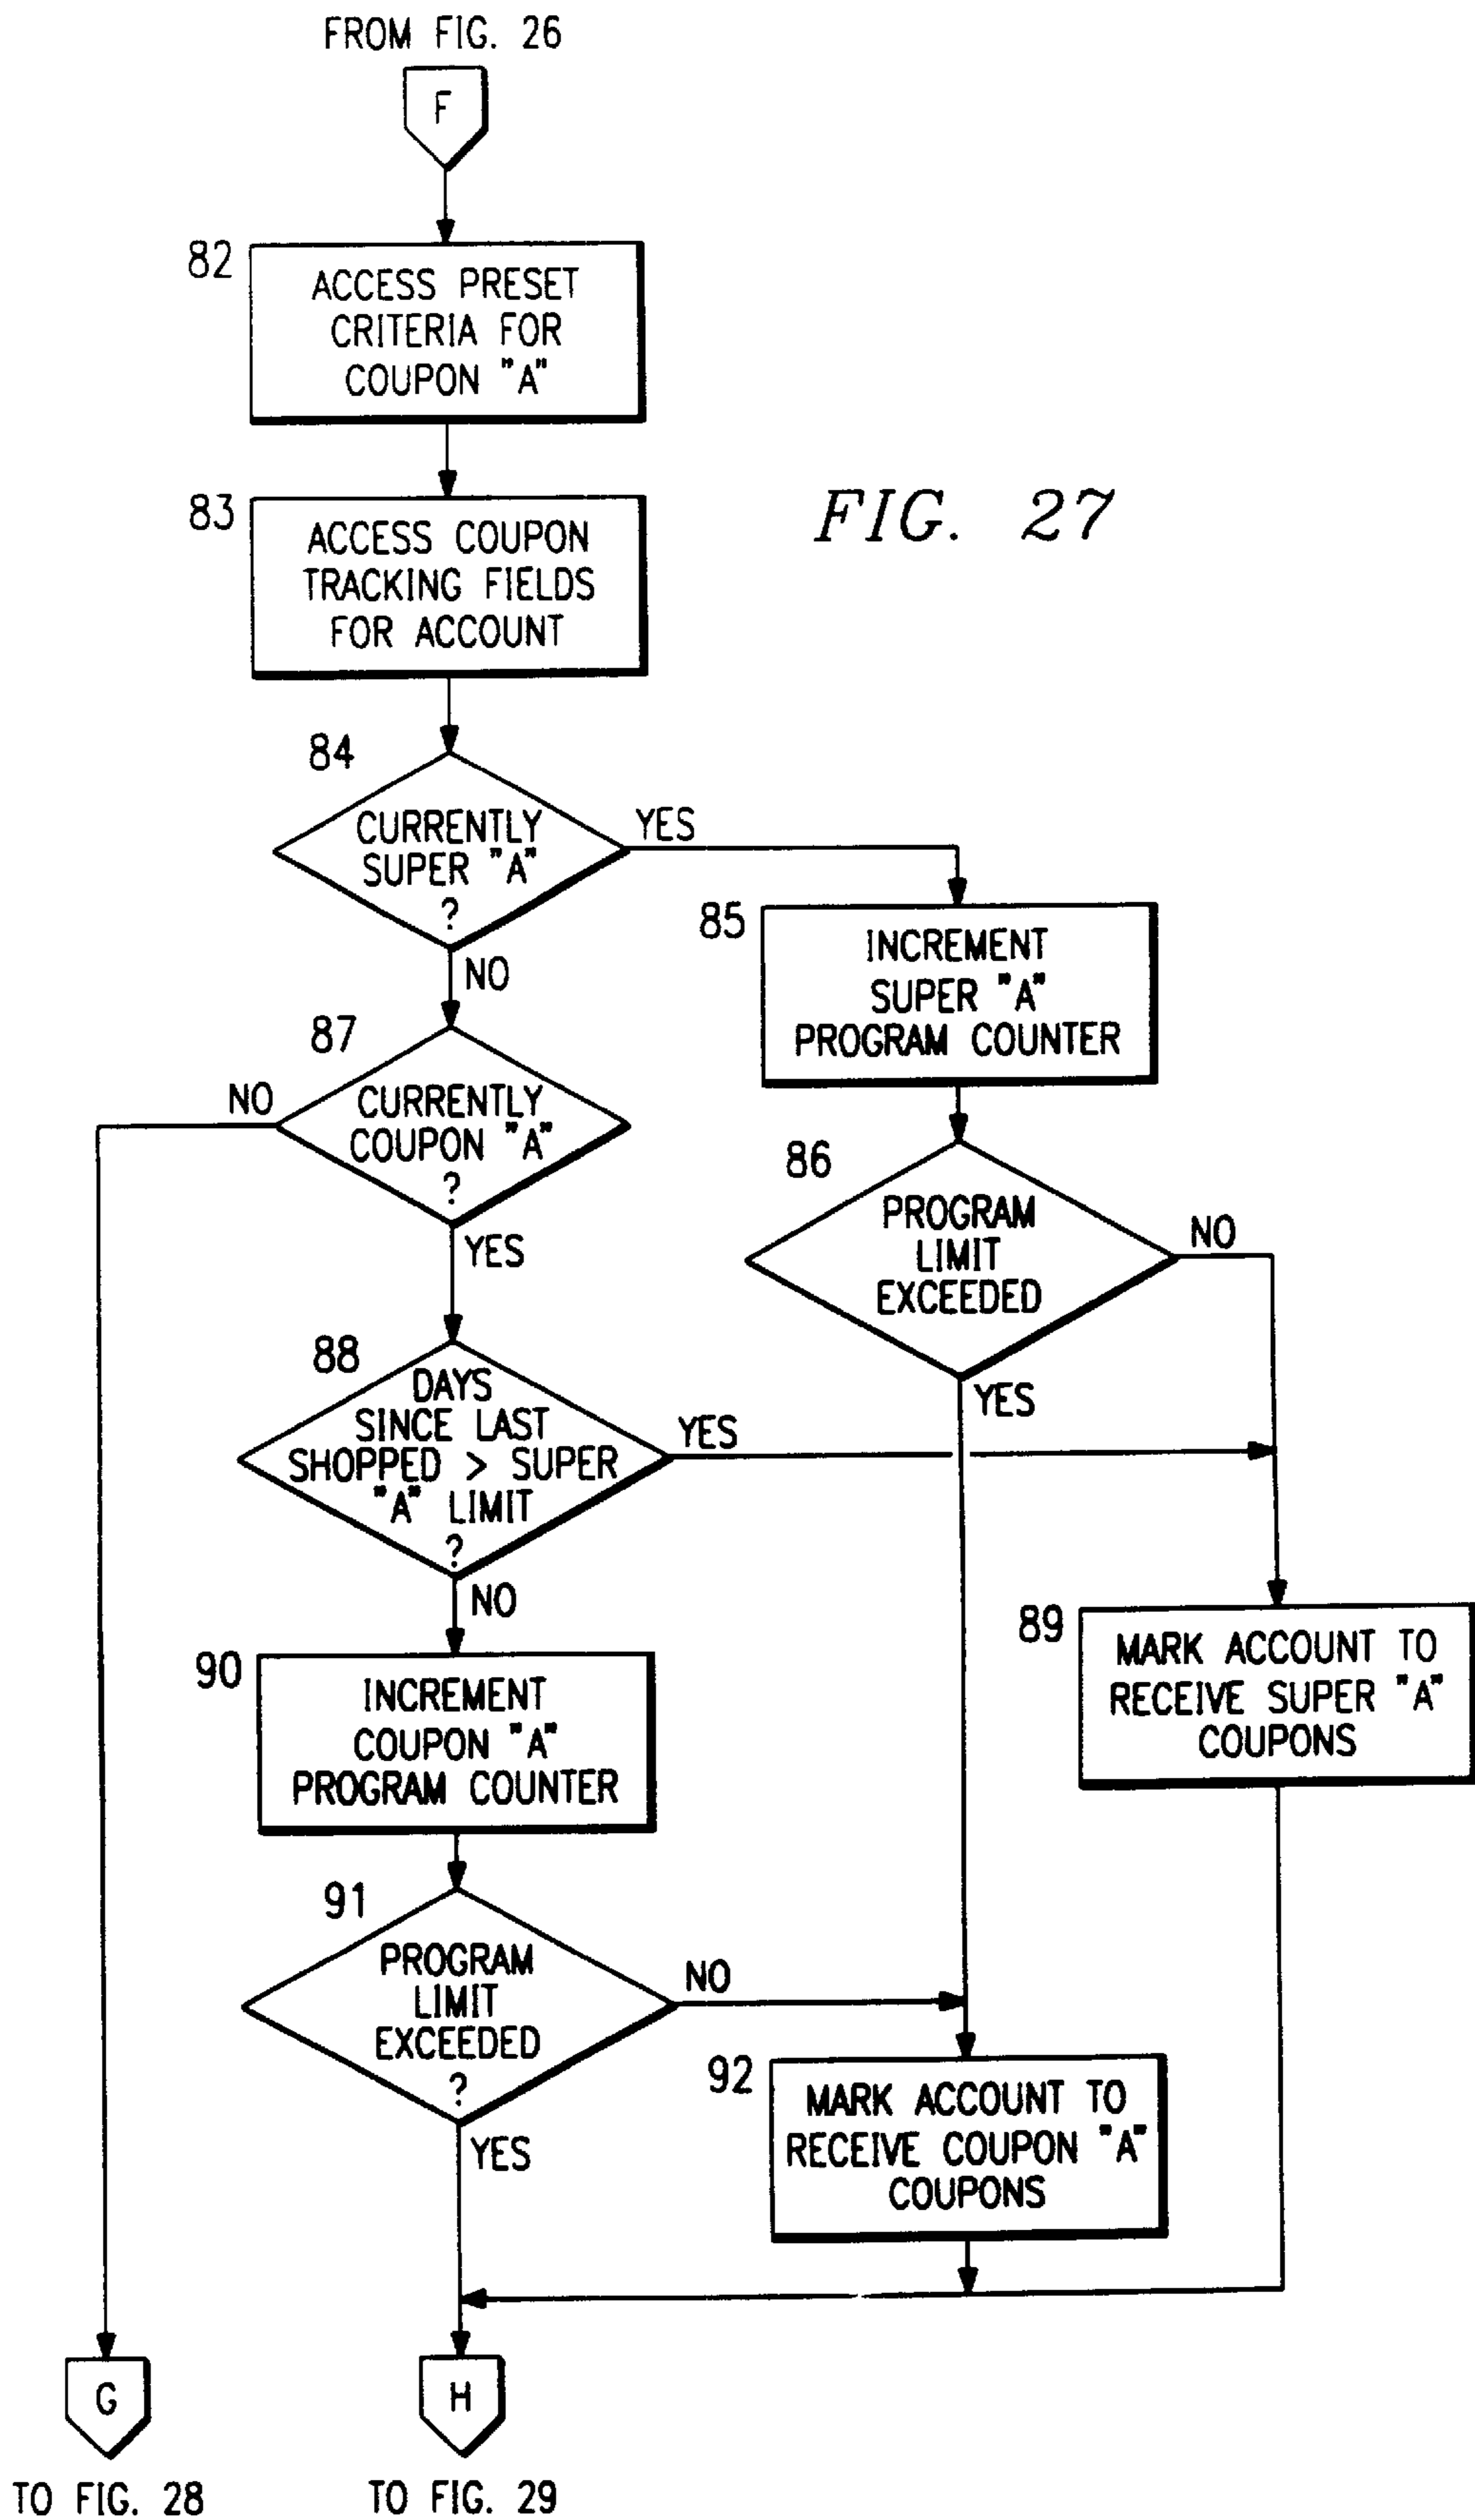 FROM FIG. 26
F
82
ACCESS PRESET
CRITERIA FOR
COUPON "A"
83
ACCESS COUPON
TRACKING FIELDS
FOR ACCOUNT
FIG. 27
84
CURRENTLY
SUPER "A"
?
YES
NO
85
INCREMENT
SUPER "A"
PROGRAM COUNTER
87
CURRENTLY
COUPON "A"
?
NO
YES
86
PROGRAM
LIMIT
EXCEEDED
NO
YES
88
DAYS
SINCE LAST
SHOPPED > SUPER
"A" LIMIT
?
YES
NO
89
MARK ACCOUNT TO
RECEIVE SUPER "A"
COUPONS
90
INCREMENT
COUPON "A"
PROGRAM COUNTER
91
PROGRAM
LIMIT
EXCEEDED
?
NO
YES
92
MARK ACCOUNT TO
RECEIVE COUPON "A"
COUPONS
G
H
TO FIG. 28
TO FIG. 29